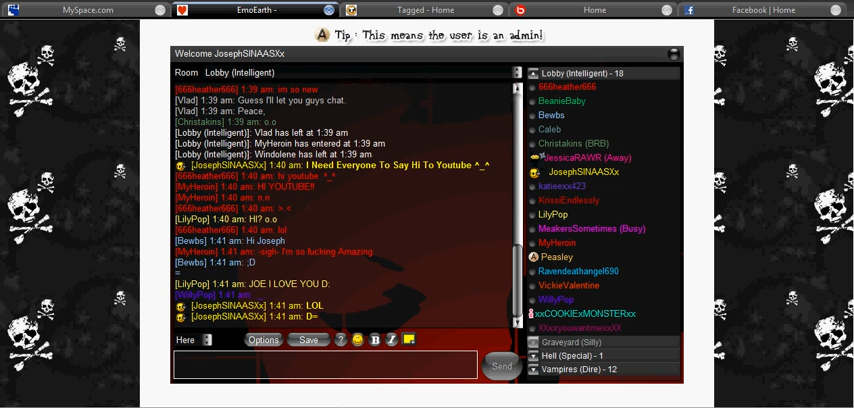 MySpace.com
EmoEarth -
Tagged - Home
Home
Facebook | Home
A Tip : This means the user is an admin!
Welcome JosephSINAASXx
Room Lobby (Intelligent)
[666heather666] 1:39 am: im so new
[Vlad] 1:39 am: Guess I'll let you guys chat.
[Vlad] 1:39 am: Peace,
[Christakins] 1:39 am: o.o
[Lobby (Intelligent)]: Vlad has left at 1:39 am
[Lobby (Intelligent)]: MyHeroin has entered at 1:39 am
[Lobby (Intelligent)]: Windolene has left at 1:39 am
[JosephSINAASXx] 1:40 am: I Need Everyone To Say Hi To Youtube ^_^
[666heather666] 1:40 am: hi youtube ^_^
[MyHeroin] 1:40 am: HI YOUTUBE!!
[MyHeroin] 1:40 am: n.n
[666heather666] 1:40 am: > <
[LilyPop] 1:40 am: HI? o.o
[666heather666] 1:40 am: lol
[Bewbs] 1:41 am: Hi Joseph
[MyHeroin] 1:41 am: -sigh- I'm so fucking Amazing
[Bewbs] 1:41 am: ;D
=
[LilyPop] 1:41 am: JOE I LOVE YOU D:
[WillyPop] 1:41 am:
[JosephSINAASXx] 1:41 am: LOL
[JosephSINAASXx] 1:41 am: D=
Here
Options
Save
?
B
I
Send
Lobby (Intelligent) - 18
666heather666
BeanieBaby
Bewbs
Caleb
Christakins (BRB)
JessicaRAWR (Away)
JosephSINAASXx
katieexx423
KrissiEndlessly
LilyPop
MeakersSometimes (Busy)
MyHeroin
A Peasley
Ravendeathangel690
VickieValentine
WillyPop
xxCOOKIExMONSTERxx
Graveyard (Silly)
Hell (Special) - 1
Vampires (Dire) - 12